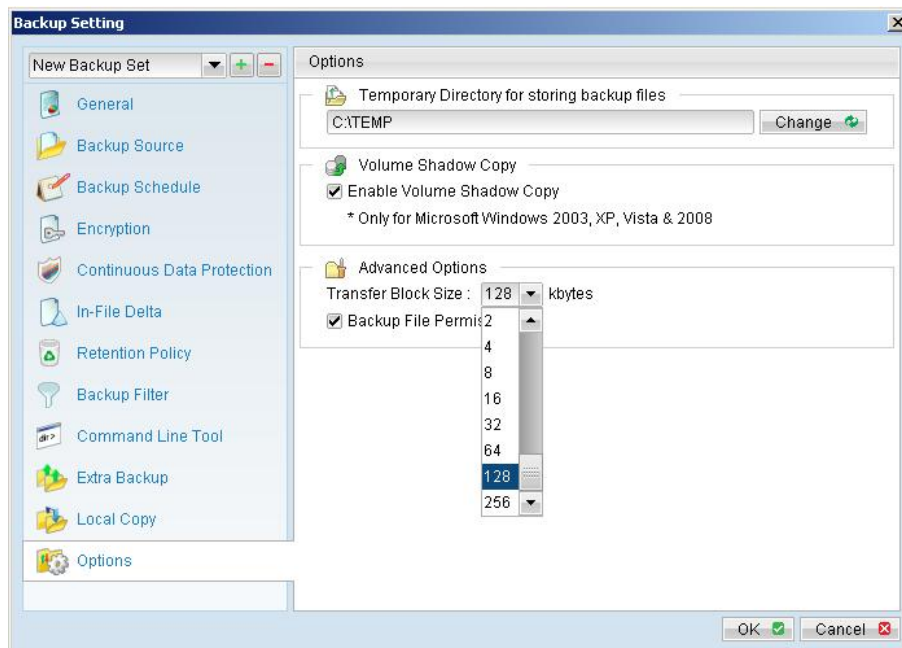 Backup Setting
New Backup Set
General
Backup Source
Backup Schedule
Encryption
Continuous Data Protection
In-File Delta
Retention Policy
Backup Filter
Command Line Tool
Extra Backup
Local Copy
Options
Options
Temporary Directory for storing backup files
C:\TEMP
Change
Volume Shadow Copy
Enable Volume Shadow Copy
* Only for Microsoft Windows 2003, XP, Vista & 2008
Advanced Options
Transfer Block Size : 128 kbytes
Backup File Permis
2
4
8
16
32
64
128
256
OK
Cancel